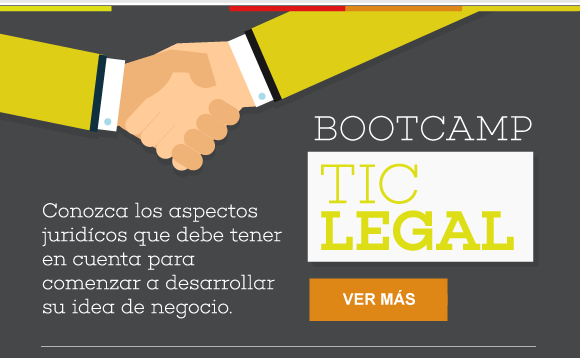 BOOTCAMP
TIC
LEGAL
Conozca los aspectos
juridícos que debe tener
en cuenta para
comenzar a desarrollar
su idea de negocio.
VER MÁS